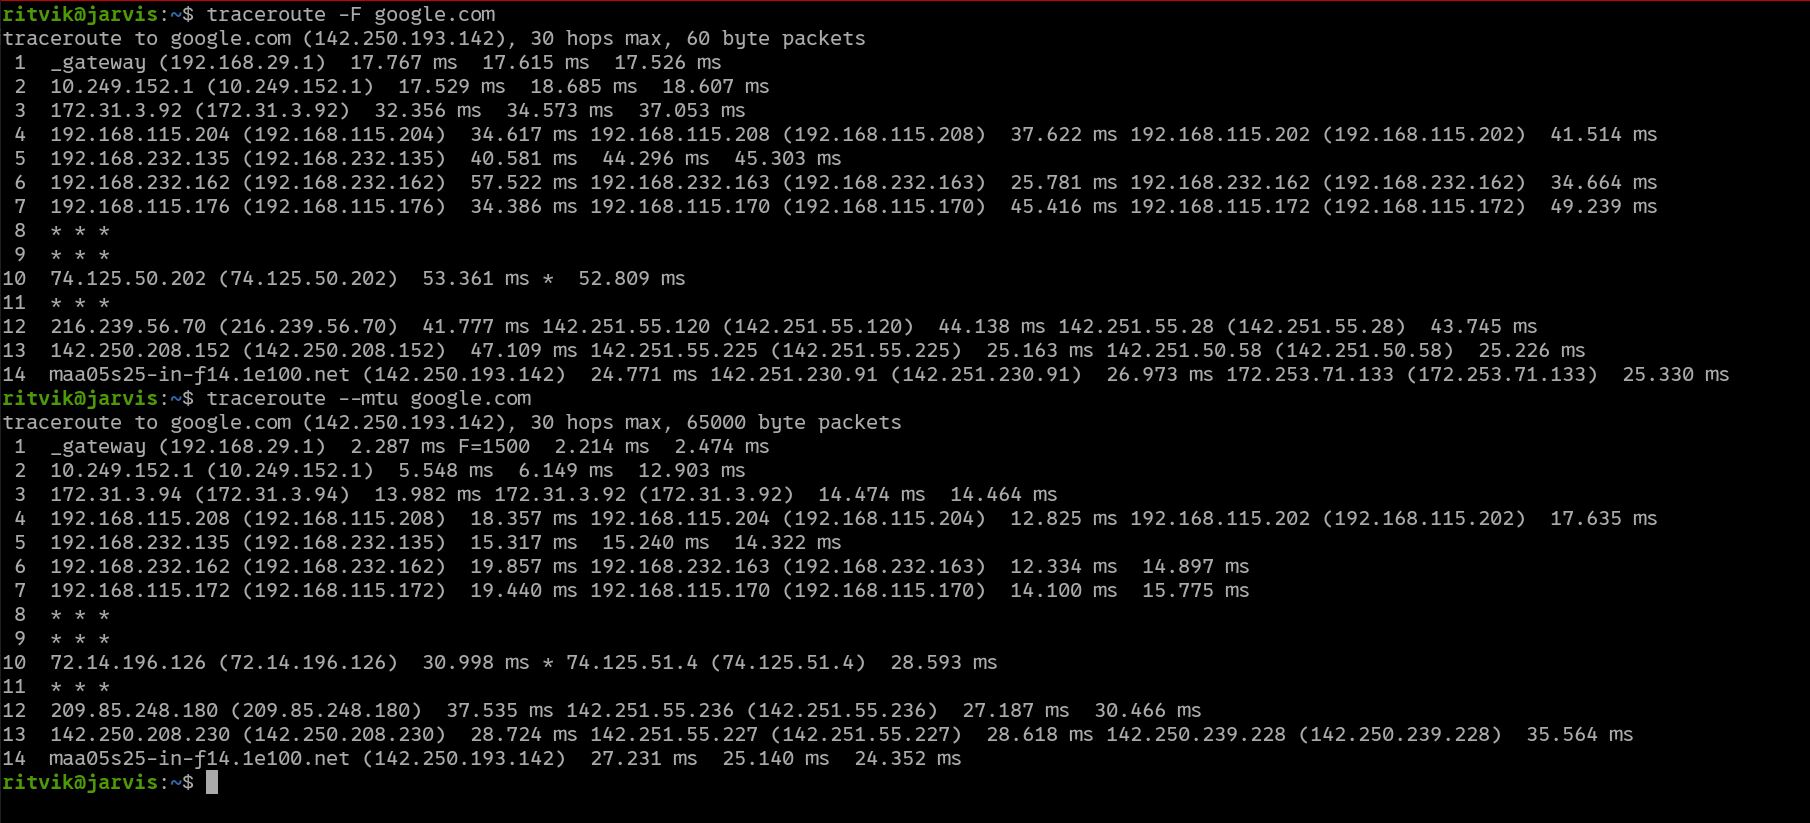 ritvik@jarvis:~$ traceroute -F google.com
traceroute to google.com (142.250.193.142), 30 hops max, 60 byte packets
 1  _gateway (192.168.29.1)  17.767 ms  17.615 ms  17.526 ms
 2  10.249.152.1 (10.249.152.1)  17.529 ms  18.685 ms  18.607 ms
 3  172.31.3.92 (172.31.3.92)  32.356 ms  34.573 ms  37.053 ms
 4  192.168.115.204 (192.168.115.204)  34.617 ms 192.168.115.208 (192.168.115.208)  37.622 ms 192.168.115.202 (192.168.115.202)  41.514 ms
 5  192.168.232.135 (192.168.232.135)  40.581 ms  44.296 ms  45.303 ms
 6  192.168.232.162 (192.168.232.162)  57.522 ms 192.168.232.163 (192.168.232.163)  25.781 ms 192.168.232.162 (192.168.232.162)  34.664 ms
 7  192.168.115.176 (192.168.115.176)  34.386 ms 192.168.115.170 (192.168.115.170)  45.416 ms 192.168.115.172 (192.168.115.172)  49.239 ms
 8  * * *
 9  * * *
10  74.125.50.202 (74.125.50.202)  53.361 ms *  52.809 ms
11  * * *
12  216.239.56.70 (216.239.56.70)  41.777 ms 142.251.55.120 (142.251.55.120)  44.138 ms 142.251.55.28 (142.251.55.28)  43.745 ms
13  142.250.208.152 (142.250.208.152)  47.109 ms 142.251.55.225 (142.251.55.225)  25.163 ms 142.251.50.58 (142.251.50.58)  25.226 ms
14  maa05s25-in-f14.1e100.net (142.250.193.142)  24.771 ms 142.251.230.91 (142.251.230.91)  26.973 ms 172.253.71.133 (172.253.71.133)  25.330 ms
ritvik@jarvis:~$ traceroute --mtu google.com
traceroute to google.com (142.250.193.142), 30 hops max, 65000 byte packets
 1  _gateway (192.168.29.1)  2.287 ms F=1500  2.214 ms  2.474 ms
 2  10.249.152.1 (10.249.152.1)  5.548 ms  6.149 ms  12.903 ms
 3  172.31.3.94 (172.31.3.94)  13.982 ms 172.31.3.92 (172.31.3.92)  14.474 ms  14.464 ms
 4  192.168.115.208 (192.168.115.208)  18.357 ms 192.168.115.204 (192.168.115.204)  12.825 ms 192.168.115.202 (192.168.115.202)  17.635 ms
 5  192.168.232.135 (192.168.232.135)  15.317 ms  15.240 ms  14.322 ms
 6  192.168.232.162 (192.168.232.162)  19.857 ms 192.168.232.163 (192.168.232.163)  12.334 ms  14.897 ms
 7  192.168.115.172 (192.168.115.172)  19.440 ms 192.168.115.170 (192.168.115.170)  14.100 ms  15.775 ms
 8  * * *
 9  * * *
10  72.14.196.126 (72.14.196.126)  30.998 ms * 74.125.51.4 (74.125.51.4)  28.593 ms
11  * * *
12  209.85.248.180 (209.85.248.180)  37.535 ms 142.251.55.236 (142.251.55.236)  27.187 ms  30.466 ms
13  142.250.208.230 (142.250.208.230)  28.724 ms 142.251.55.227 (142.251.55.227)  28.618 ms 142.250.239.228 (142.250.239.228)  35.564 ms
14  maa05s25-in-f14.1e100.net (142.250.193.142)  27.231 ms  25.140 ms  24.352 ms
ritvik@jarvis:~$